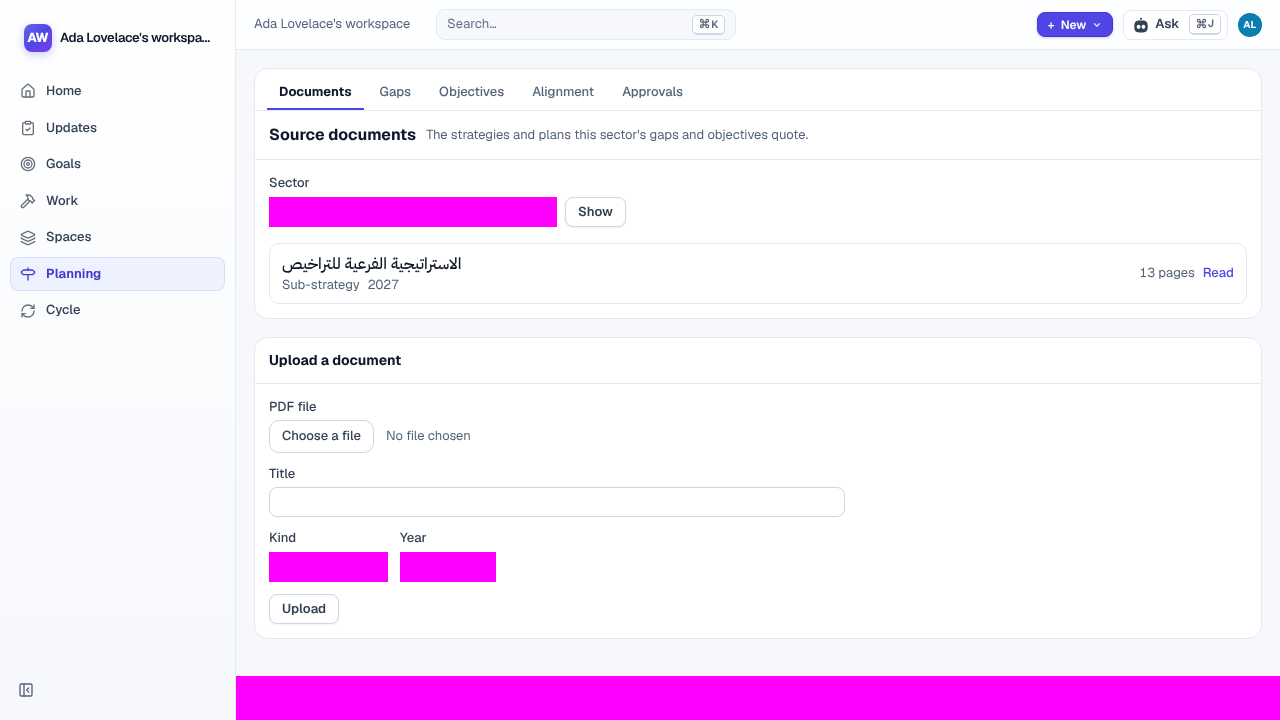 AW Ada Lovelace's workspa...
Home
Updates
Goals
Work
Spaces
Planning
Cycle
Ada Lovelace's workspace
Search...
⌘K
+ New
Ask
⌘J
AL
Documents
Gaps
Objectives
Alignment
Approvals
Source documents
The strategies and plans this sector's gaps and objectives quote.
Sector
Show
الاستراتيجية الفرعية للتراخيص
Sub-strategy 2027
13 pages
Read
Upload a document
PDF file
Choose a file
No file chosen
Title
Kind
Year
Upload